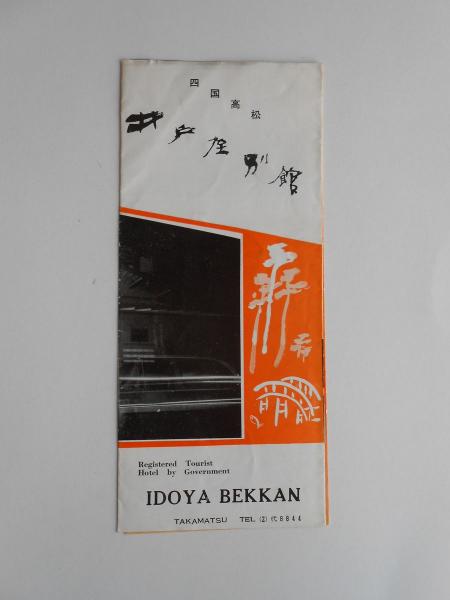 四国高松
井戸屋別館
Registered Tourist
Hotel by Government
IDOYA BEKKAN
TAKAMATSU TEL (2) 代 8844